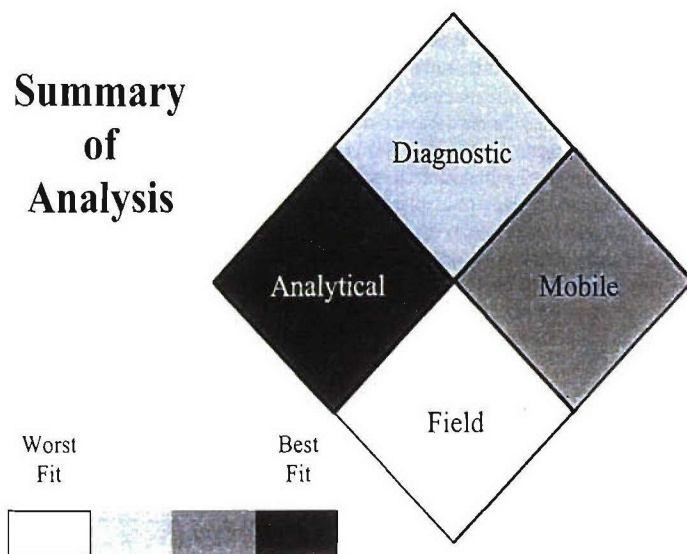 Summary
of
Analysis
Diagnostic
Analytical
Mobile
Field
Worst
Fit
Best
Fit